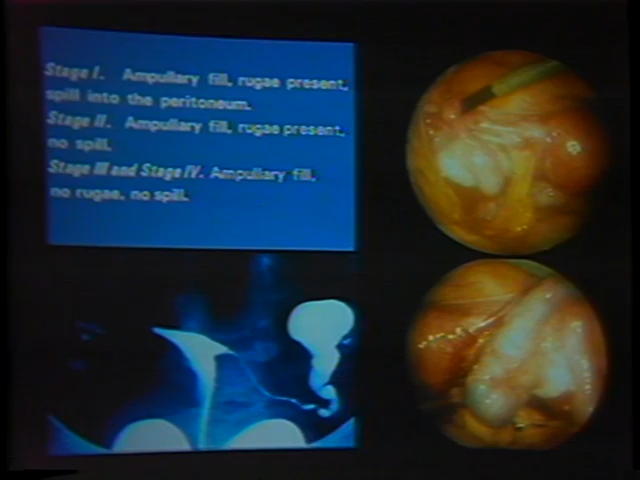 Stage I. Ampullary fill, rugae present,
spill into the peritoneum.
Stage II. Ampullary fill, rugae present,
no spill.
Stage III and Stage IV. Ampullary fill,
no rugae, no spill.